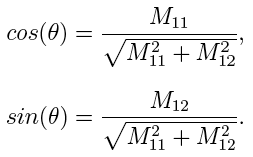 cos(θ) = M₁₁ / √(M₁₁² + M₁₂²),
sin(θ) = M₁₂ / √(M₁₁² + M₁₂²).